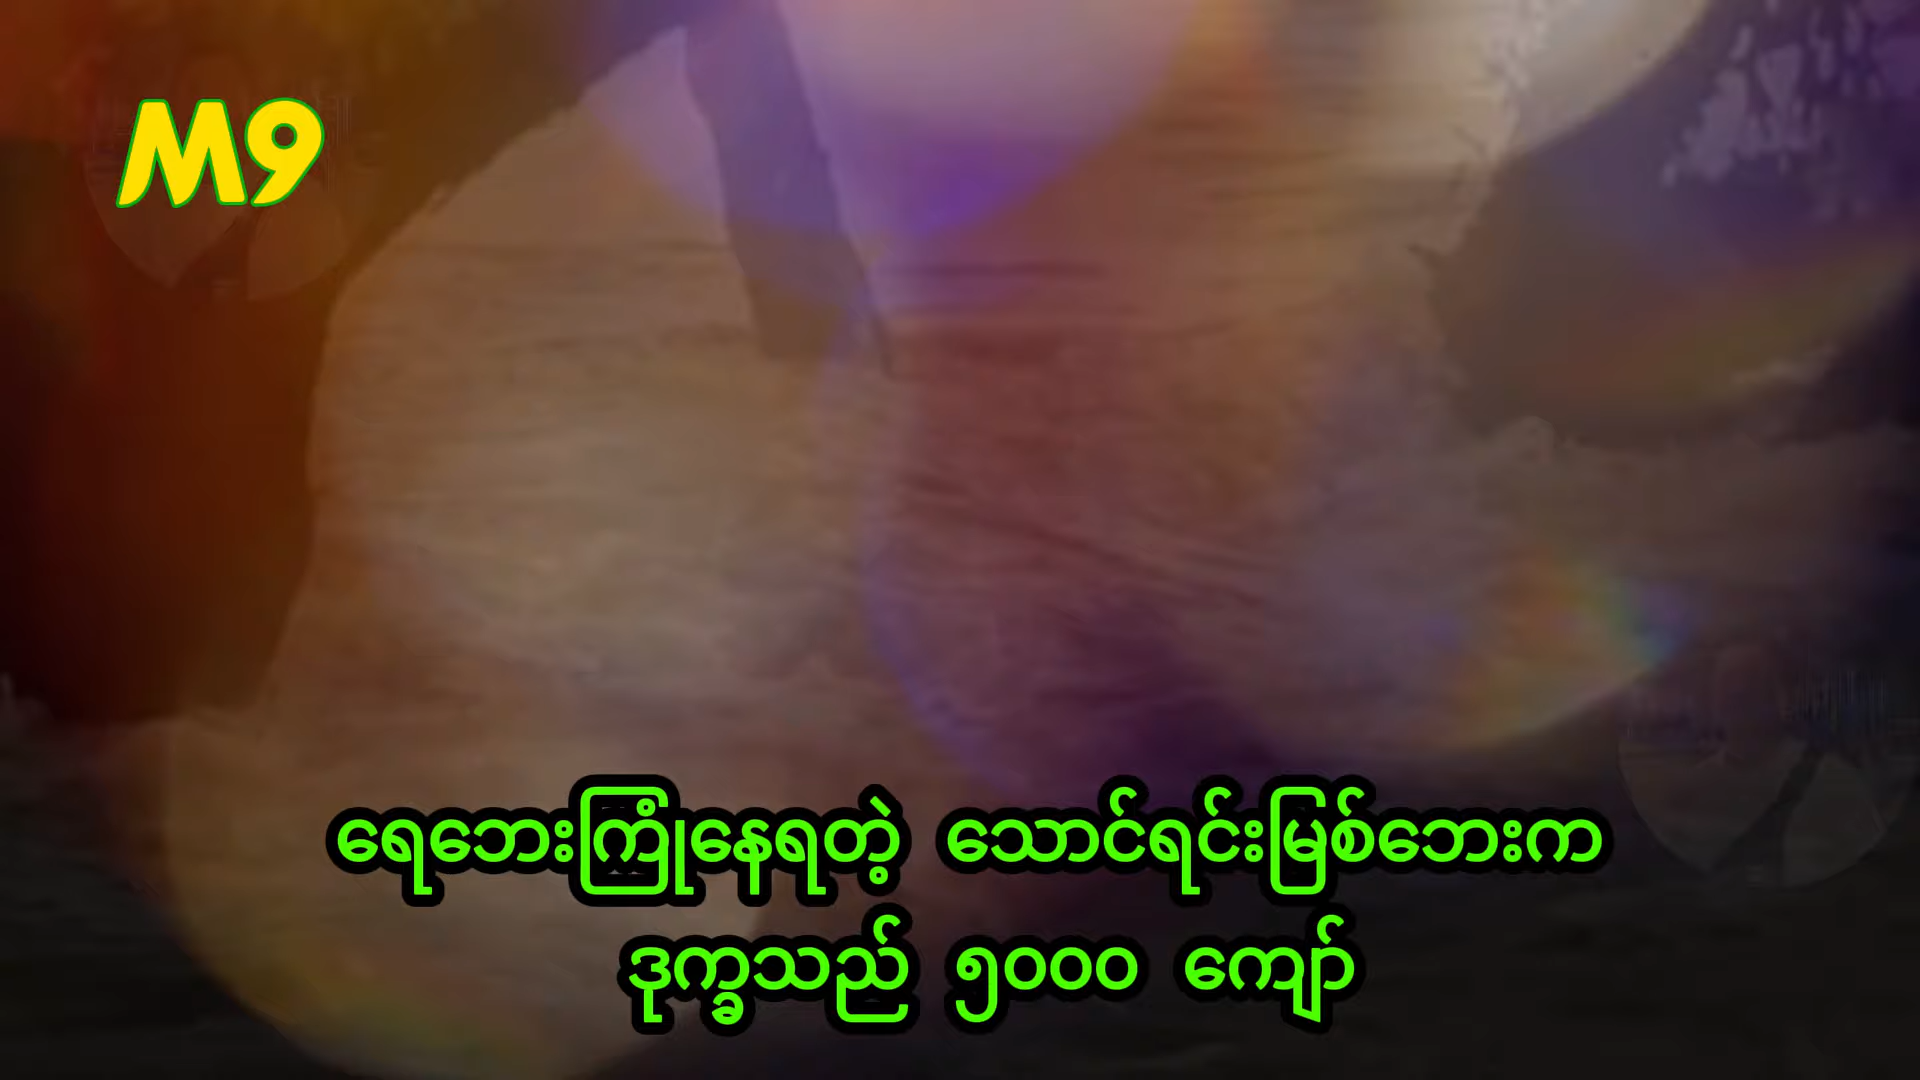 M9
ရေဘေးကြုံနေရတဲ့ သောင်ရင်းမြစ်ဘေးက
ဒုက္ခသည် ၅၀၀၀ ကျော်